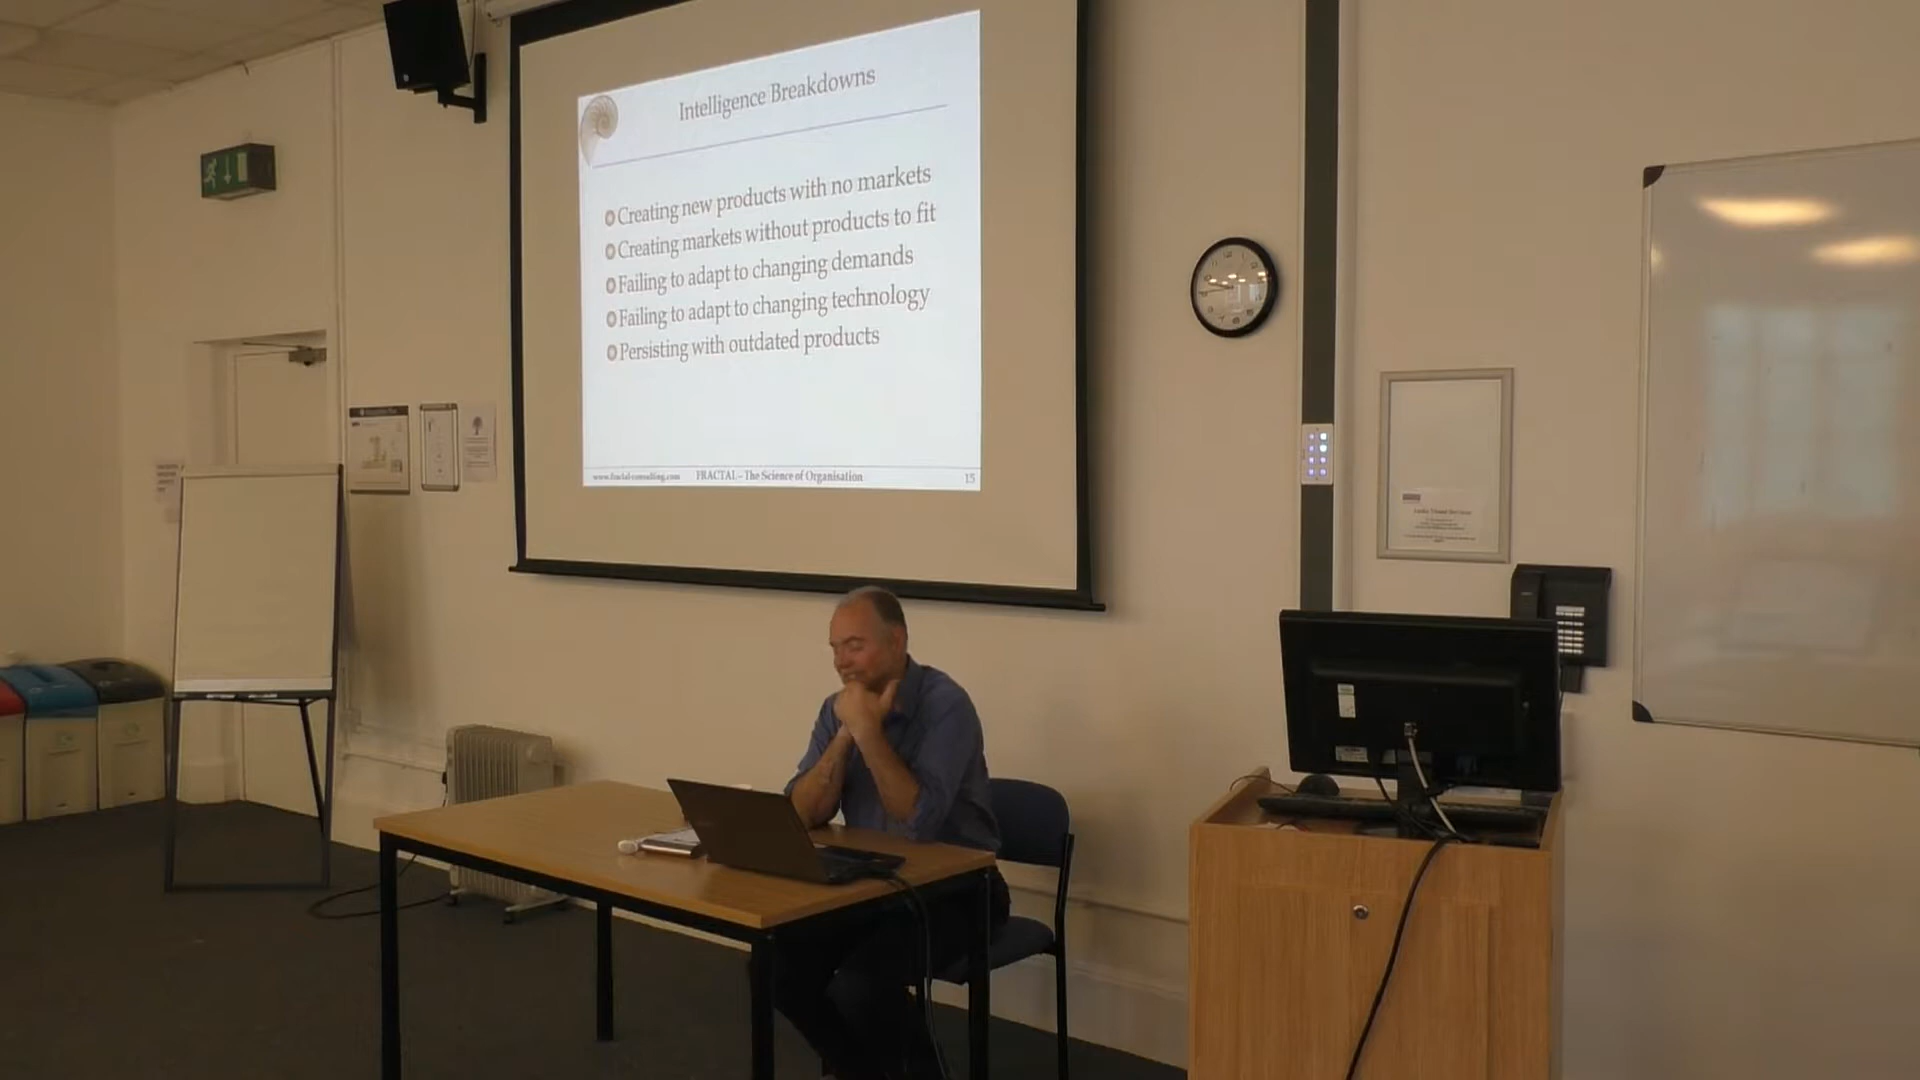 Intelligence Breakdowns
Creating new products with no markets
Creating markets without products to fit
Failing to adapt to changing demands
Failing to adapt to changing technology
Persisting with outdated products
www.fractal-consulting.com FRACTAL – The Science of Organisation 15